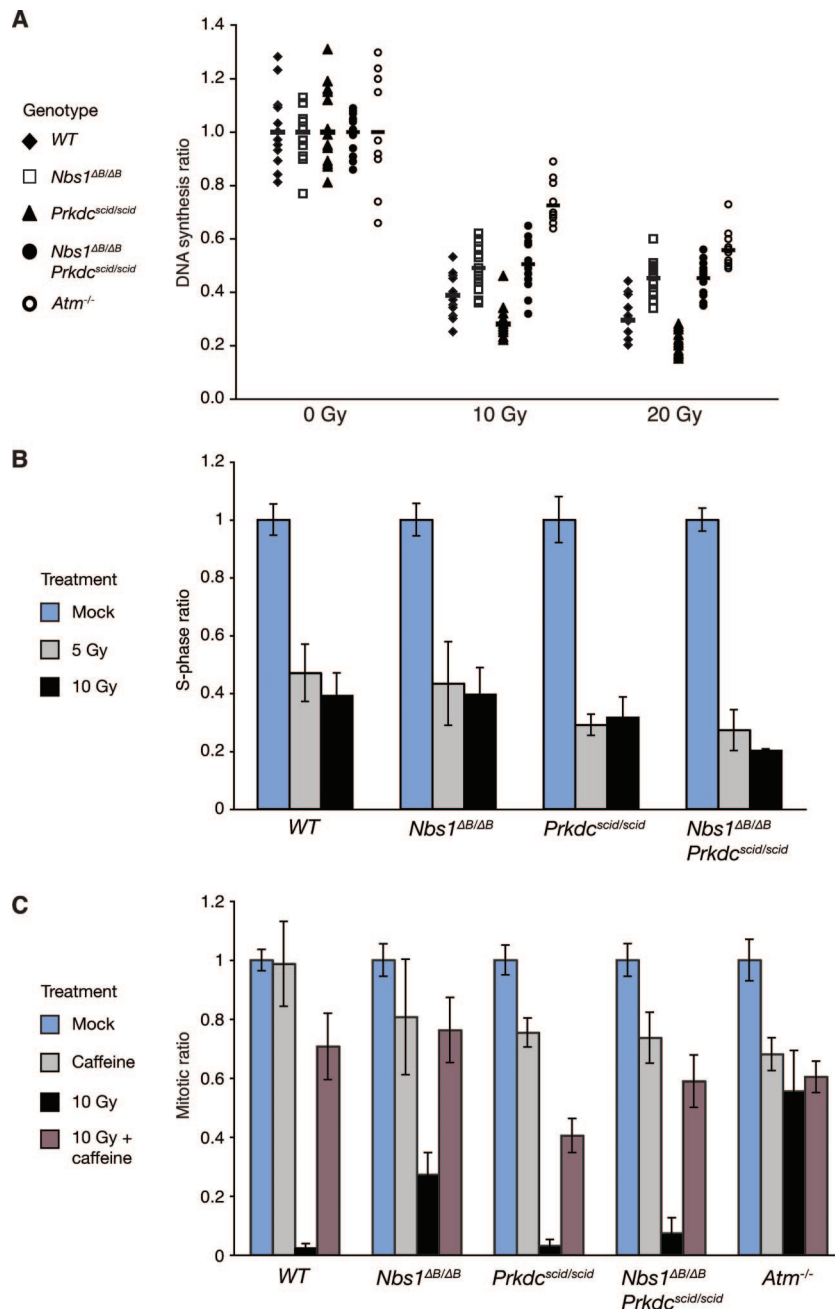 A
Genotype
WT
Nbs1ΔB/ΔB
Prkdcscid/scid
Nbs1ΔB/ΔB
Prkdcscid/scid
Atm-/-
DNA synthesis ratio
1.4
1.2
1.0
0.8
0.6
0.4
0.2
0.0
0 Gy 10 Gy 20 Gy
B
Treatment
Mock
5 Gy
10 Gy
S-phase ratio
1.2
1
0.8
0.6
0.4
0.2
0
WT Nbs1ΔB/ΔB Prkdcscid/scid Nbs1ΔB/ΔB
Prkdcscid/scid
C
Treatment
Mock
Caffeine
10 Gy
10 Gy +
caffeine
Mitotic ratio
1.2
1
0.8
0.6
0.4
0.2
0
WT Nbs1ΔB/ΔB Prkdcscid/scid Nbs1ΔB/ΔB Atm-/-
Prkdcscid/scid